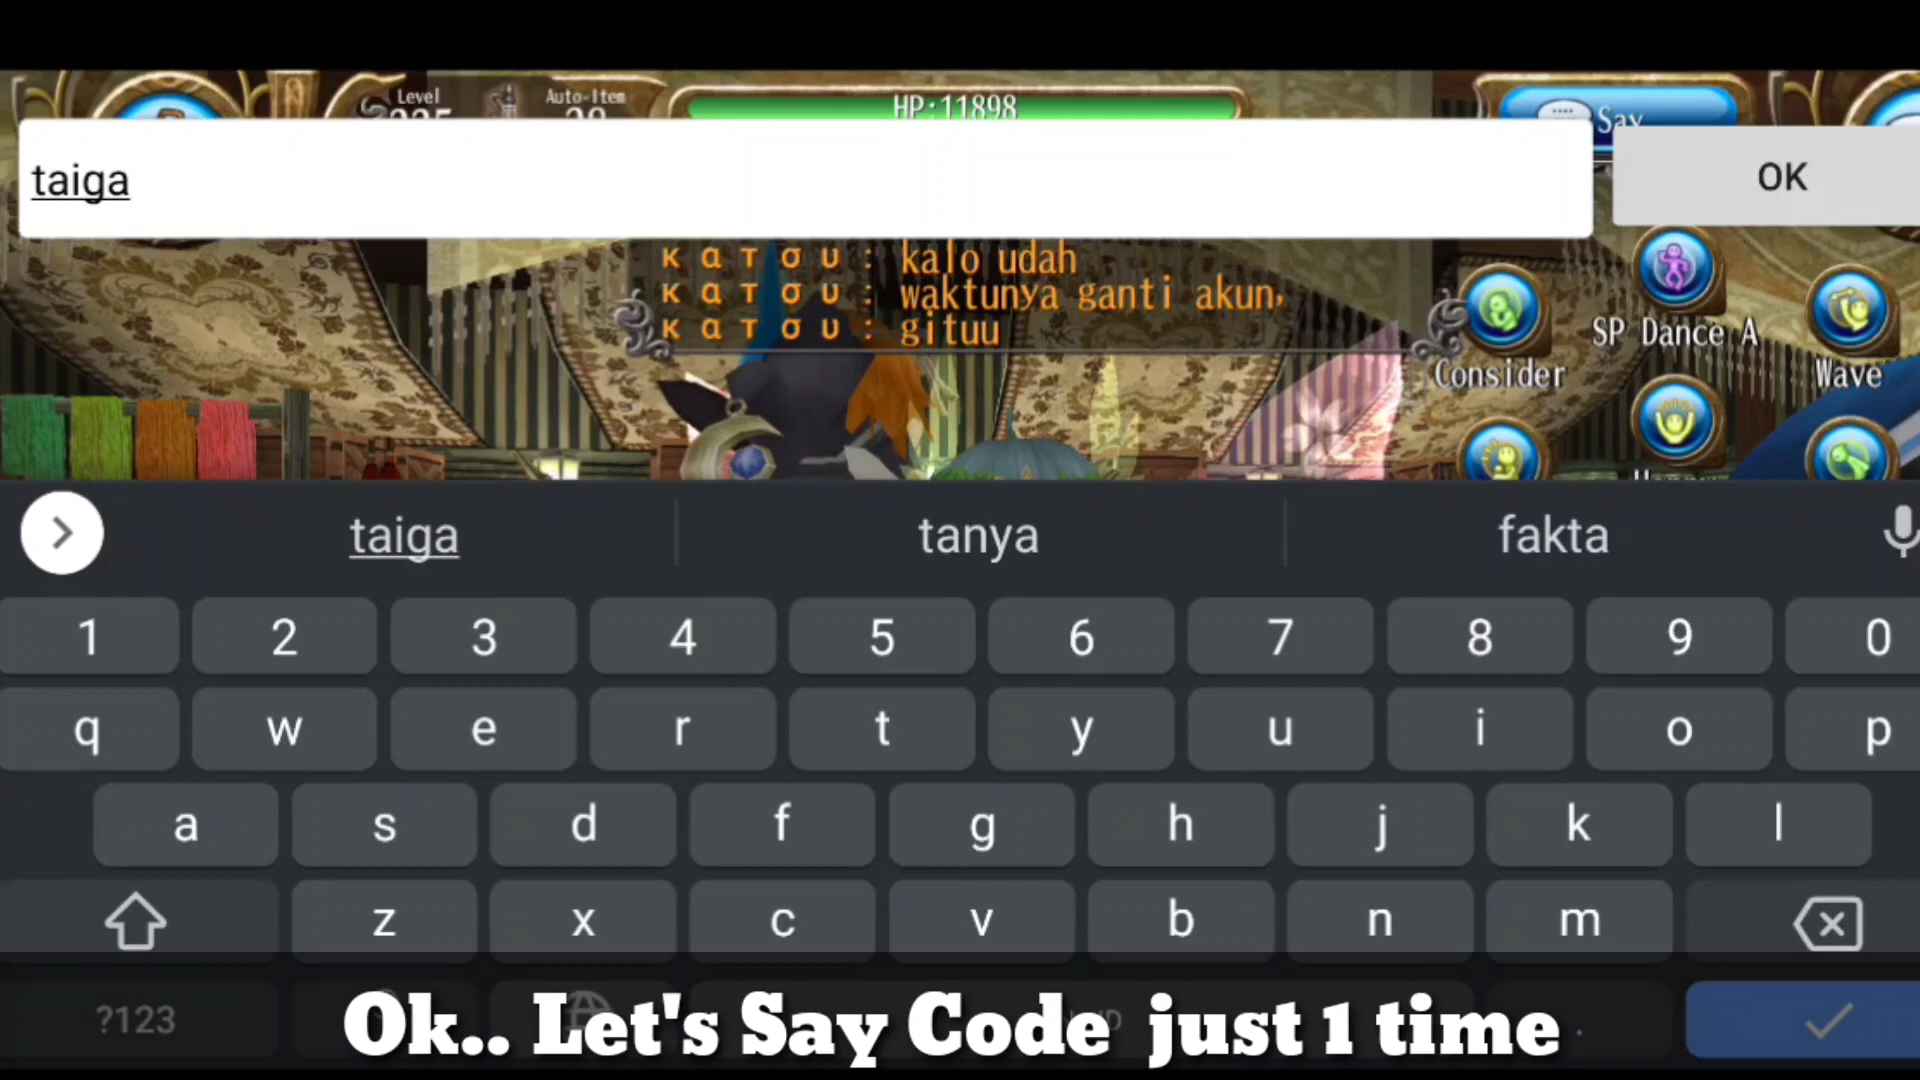 Level
Auto-Item
HP:11898
Say
taiga
OK
κ α τ σ υ : kalo udah
κ α τ σ υ : waktunya ganti akun,
κ α τ σ υ : gituu
SP Dance A
Consider
Wave
taiga tanya fakta
1 2 3 4 5 6 7 8 9 0
q w e r t y u i o p
a s d f g h j k l
z x c v b n m
?123 .
Ok.. Let's Say Code just 1 time